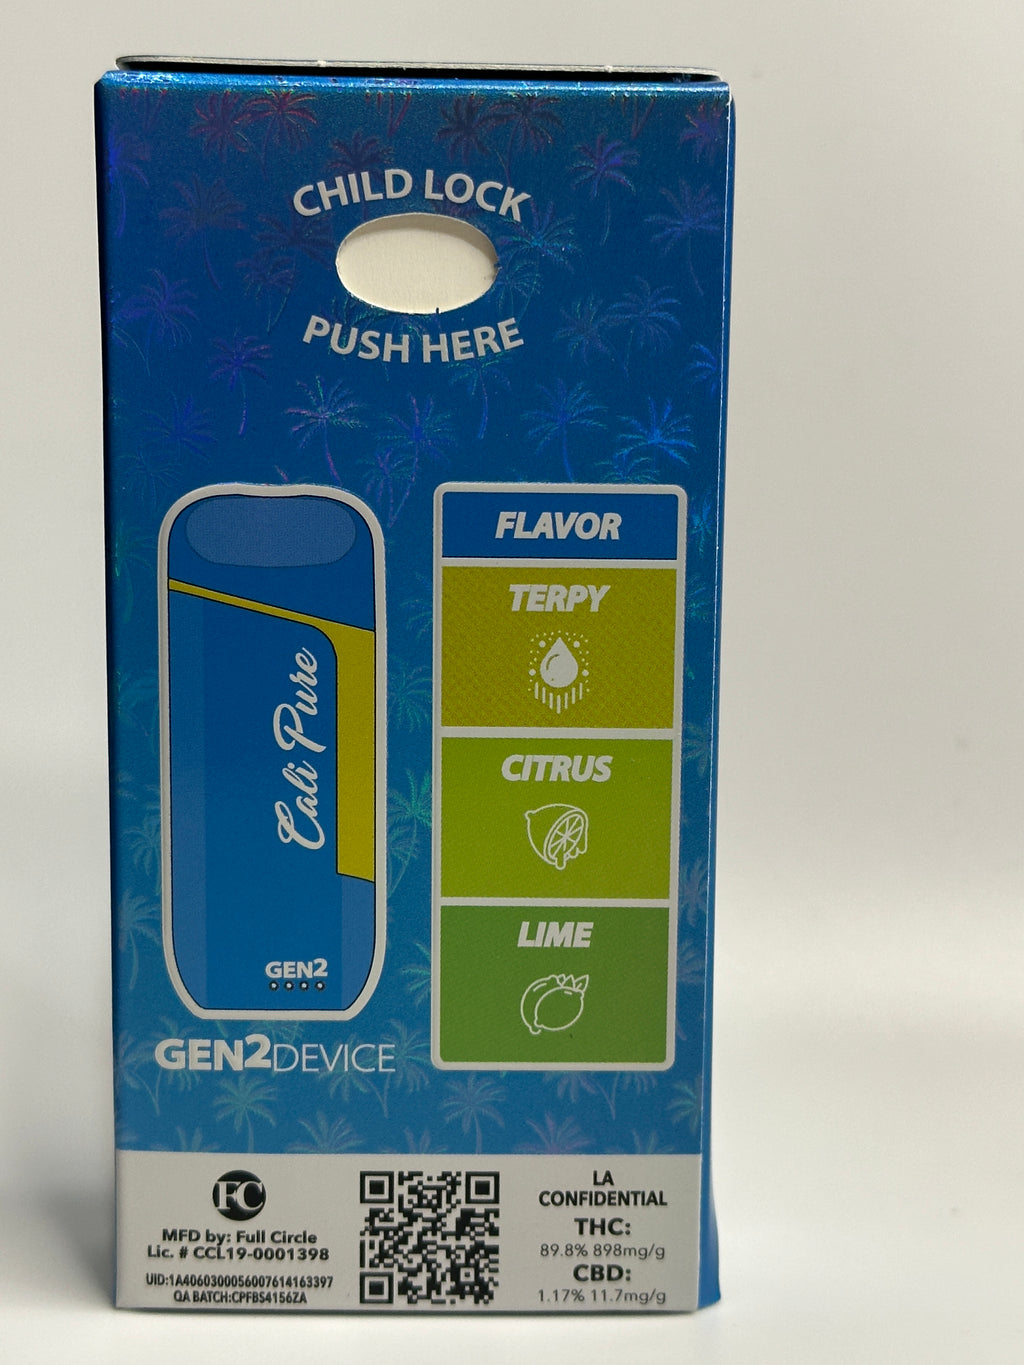 CHILD LOCK
PUSH HERE
Cali Pure
GEN2
GEN2DEVICE
FLAVOR
TERPY
CITRUS
LIME
FC
MFD by: Full Circle
Lic. # CCL19-0001398
UID:1A4060300056007614163397
QA BATCH:CPFBS4156ZA
LA
CONFIDENTIAL
THC:
89.8% 898mg/g
CBD:
1.17% 11.7mg/g